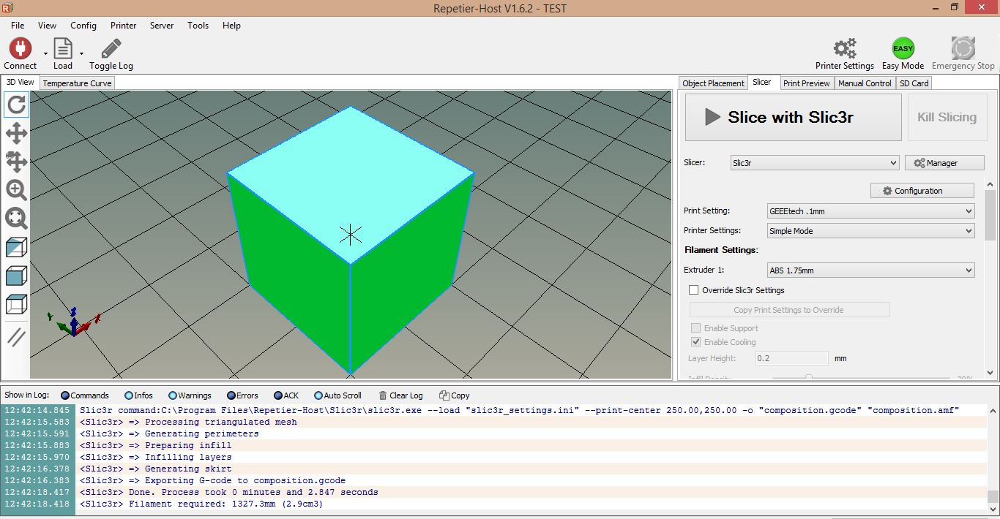 Repetier-Host V1.6.2 - TEST
File View Config Printer Server Tools Help
Connect Load Toggle Log Printer Settings EASY Easy Mode Emergency Stop
3D View Temperature Curve
Object Placement Slicer Print Preview Manual Control SD Card
Slice with Slic3r Kill Slicing
Slicer: Slic3r Manager
Configuration
Print Setting: GEEEtech .1mm
Printer Settings: Simple Mode
Filament Settings:
Extruder 1: ABS 1.75mm
Override Slic3r Settings
Copy Print Settings to Override
Enable Support
Enable Cooling
Layer Height: 0.2 mm
Infill Density 20%
Y Z X
Show in Log: Commands Infos Warnings Errors ACK Auto Scroll Clear Log Copy
12:42:14.845 Slic3r command:C:\Program Files\Repetier-Host\Slic3r\slic3r.exe --load "slic3r_settings.ini" --print-center 250.00,250.00 -o "composition.gcode" "composition.amf"
12:42:15.583 <Slic3r> => Processing triangulated mesh
12:42:15.591 <Slic3r> => Generating perimeters
12:42:15.883 <Slic3r> => Preparing infill
12:42:15.970 <Slic3r> => Infilling layers
12:42:16.378 <Slic3r> => Generating skirt
12:42:16.383 <Slic3r> => Exporting G-code to composition.gcode
12:42:18.417 <Slic3r> Done. Process took 0 minutes and 2.847 seconds
12:42:18.418 <Slic3r> Filament required: 1327.3mm (2.9cm3)